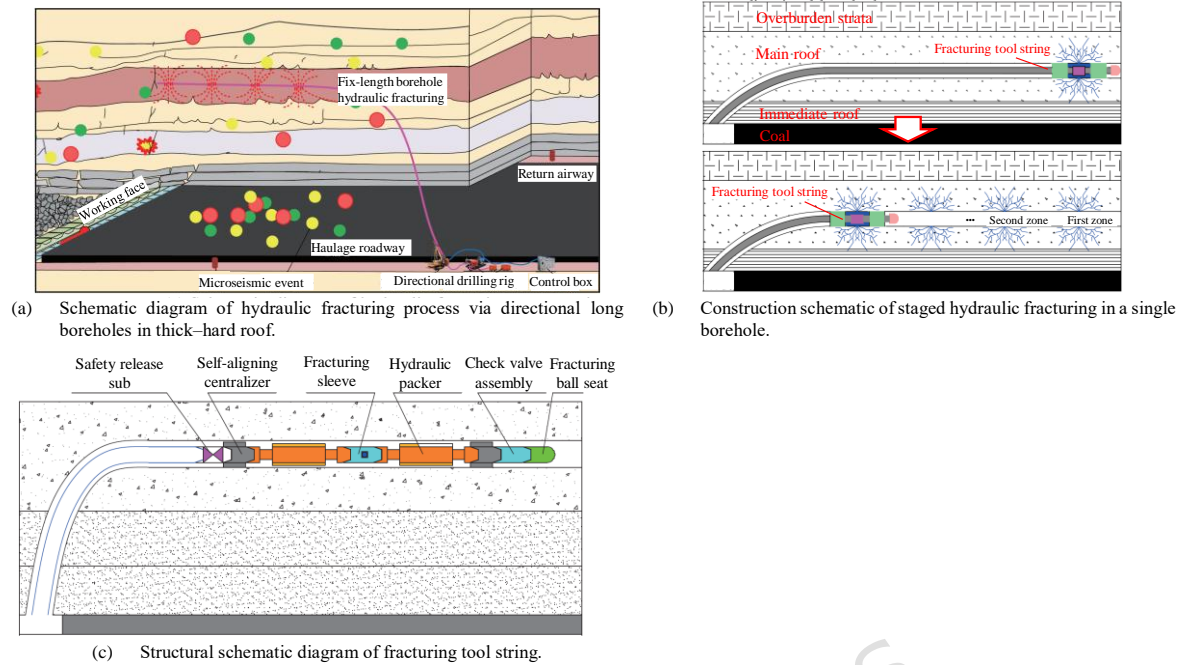 Fix-length borehole
hydraulic fracturing
Return airway
Working face
Haulage roadway
Microseismic event
Directional drilling rig
Control box
(a) Schematic diagram of hydraulic fracturing process via directional long
boreholes in thick–hard roof.
Overburden strata
Main roof
Fracturing tool string
Immediate roof
Coal
Fracturing tool string
... Second zone First zone
(b) Construction schematic of staged hydraulic fracturing in a single
borehole.
Safety release
sub
Self-aligning
centralizer
Fracturing
sleeve
Hydraulic
packer
Check valve
assembly
Fracturing
ball seat
(c) Structural schematic diagram of fracturing tool string.